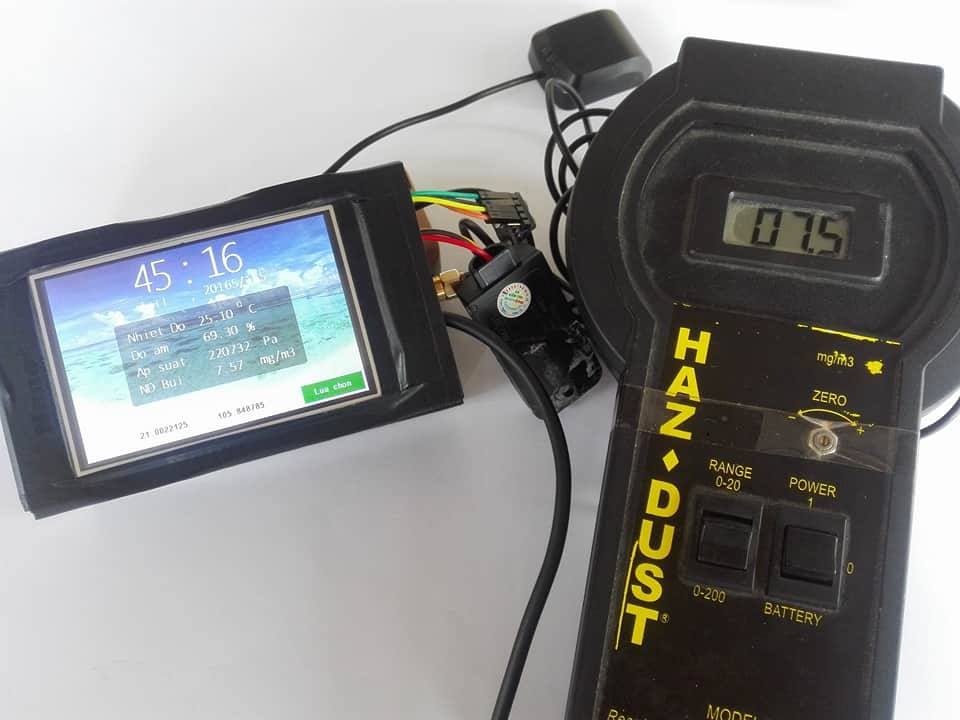 45 : 16
Nhiet Do 25-10 °C
Do am 69.30 %
Ap suat 220732 Pa
ND Bui 7.57 mg/m3
Lua chon
21.0022125 105.848785
07.5
HAZ DUST®
mg/m3
ZERO
- +
RANGE
0-20
0-200
POWER
1
0
BATTERY